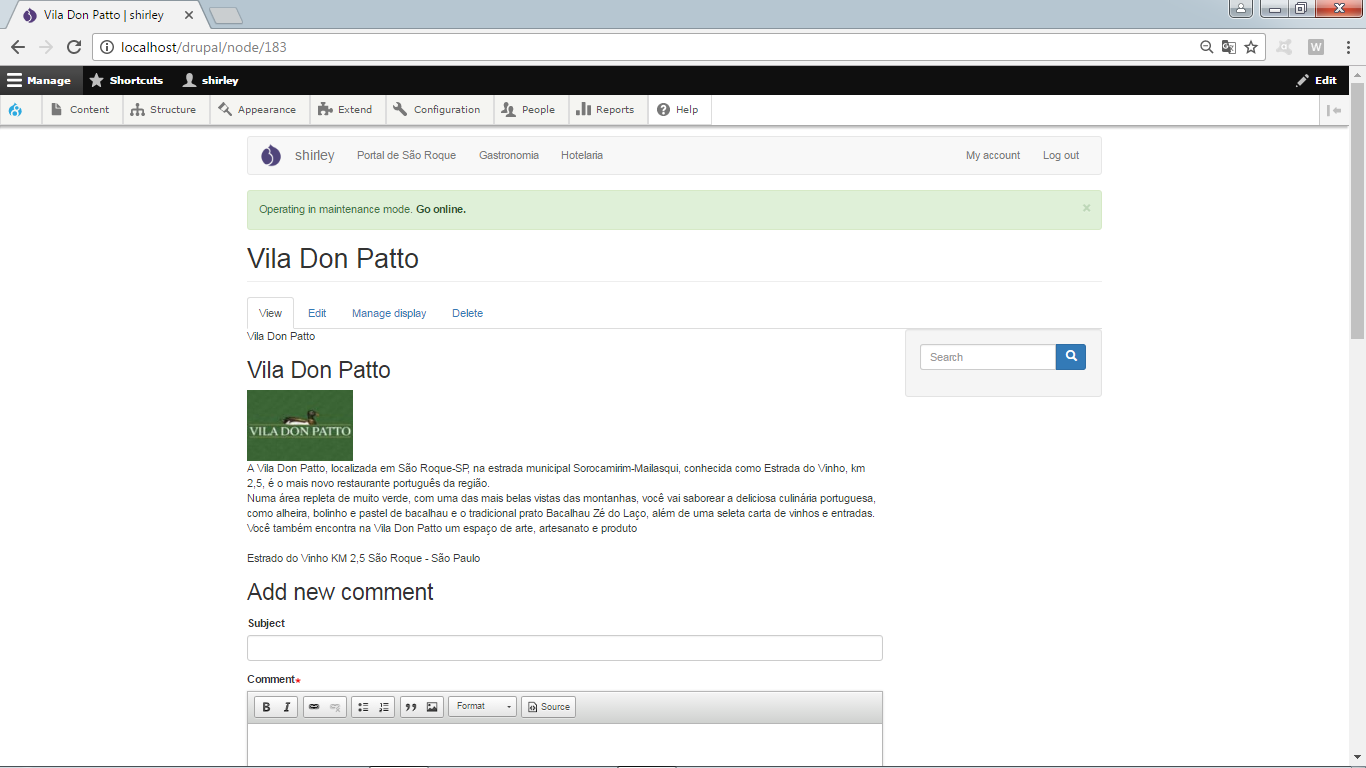 Vila Don Patto | shirley
localhost/drupal/node/183
W
Manage Shortcuts shirley Edit
Content Structure Appearance Extend Configuration People Reports Help
shirley Portal de São Roque Gastronomia Hotelaria My account Log out
Operating in maintenance mode. Go online. ×
Vila Don Patto
View Edit Manage display Delete
Vila Don Patto
Search
Vila Don Patto
VILA DON PATTO
A Vila Don Patto, localizada em São Roque-SP, na estrada municipal Sorocamirim-Mailasqui, conhecida como Estrada do Vinho, km
2,5, é o mais novo restaurante português da região.
Numa área repleta de muito verde, com uma das mais belas vistas das montanhas, você vai saborear a deliciosa culinária portuguesa,
como alheira, bolinho e pastel de bacalhau e o tradicional prato Bacalhau Zé do Laço, além de uma seleta carta de vinhos e entradas.
Você também encontra na Vila Don Patto um espaço de arte, artesanato e produto
Estrado do Vinho KM 2,5 São Roque - São Paulo
Add new comment
Subject
Comment*
B I Format Source